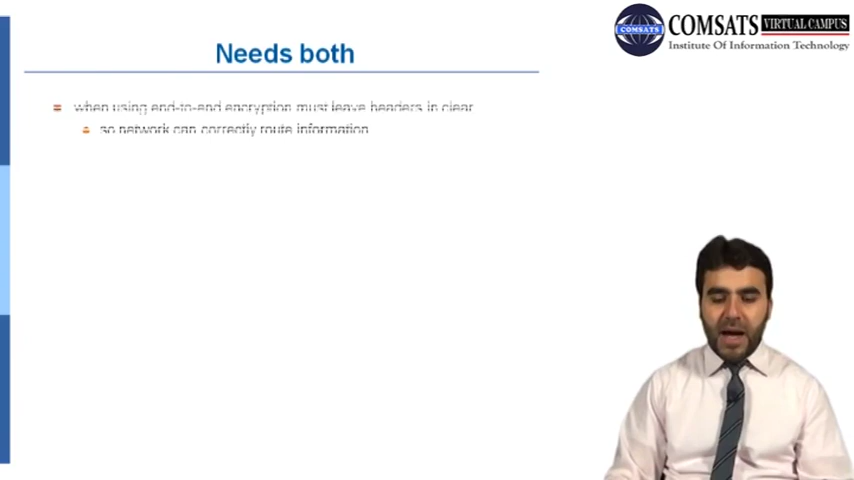 COMSATS
COMSATS VIRTUAL CAMPUS
Institute Of Information Technology
Needs both
when using end-to-end encryption must leave headers in clear
so network can correctly route information